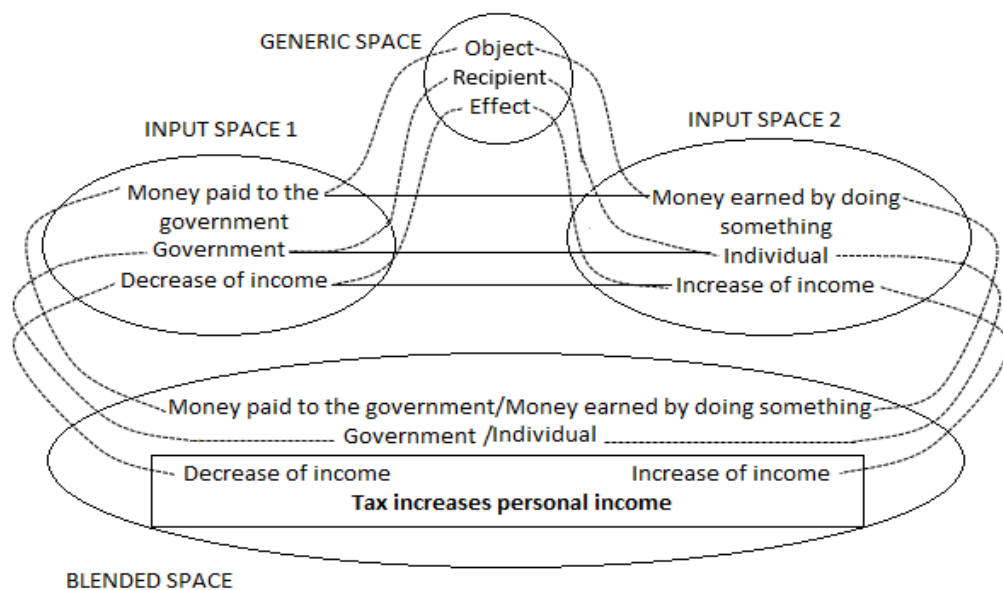 GENERIC SPACE
Object
Recipient
Effect
INPUT SPACE 1
INPUT SPACE 2
Money paid to the
government
Government
Decrease of income
Money earned by doing
something
Individual
Increase of income
Money paid to the government/Money earned by doing something
Government /Individual
Decrease of income
Increase of income
Tax increases personal income
BLENDED SPACE